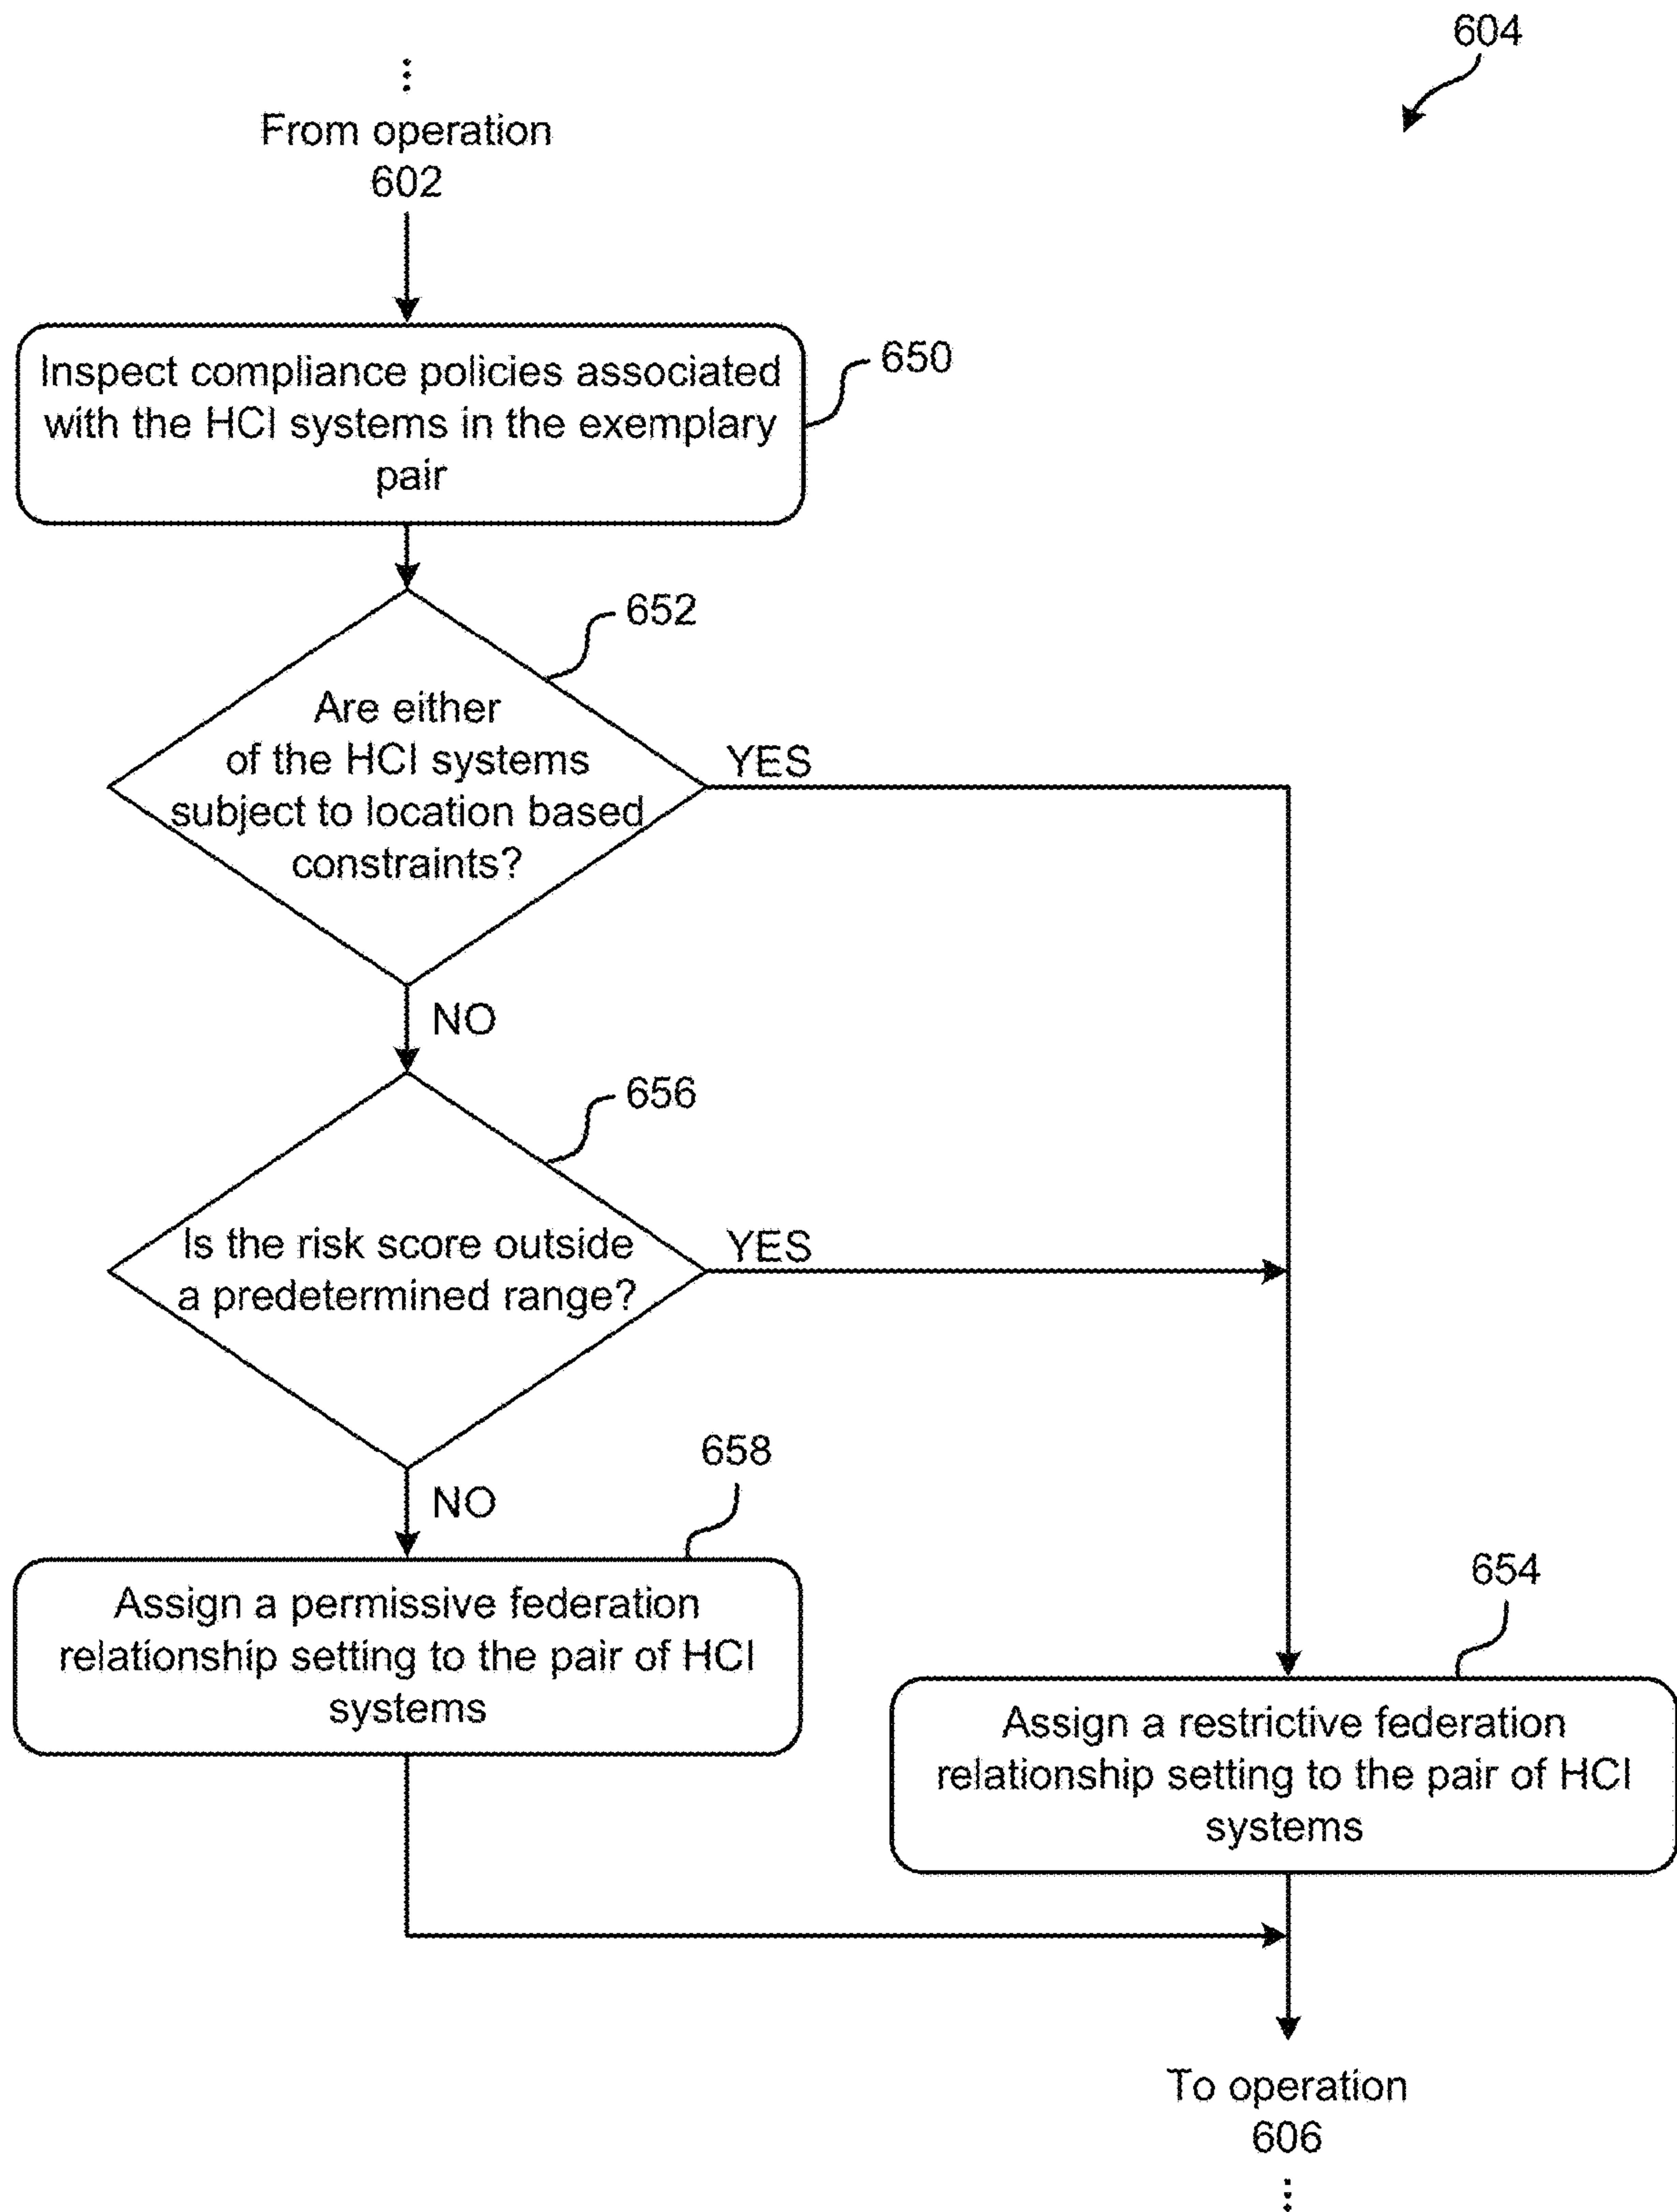 604
From operation
602
Inspect compliance policies associated
with the HCI systems in the exemplary
pair
650
652
Are either
of the HCI systems
subject to location based
constraints?
YES
NO
656
Is the risk score outside
a predetermined range?
YES
NO
658
Assign a permissive federation
relationship setting to the pair of HCI
systems
654
Assign a restrictive federation
relationship setting to the pair of HCI
systems
To operation
606